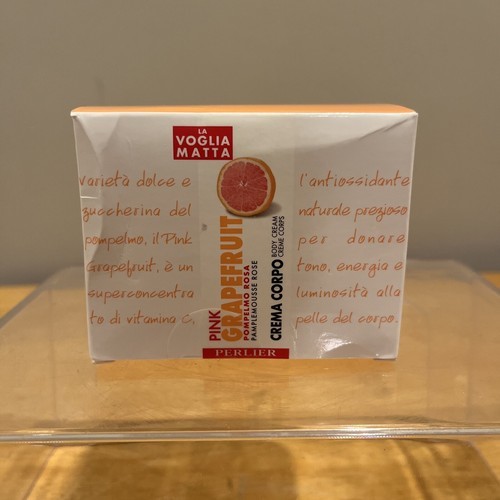 LA
VOGLIA
MATTA
varietà dolce e
zuccherina del
pompelmo, il Pink
Grapefruit, è un
superconcentra
to di vitamina C,
PINK
GRAPEFRUIT
POMPELMO ROSA
PAMPLEMOUSSE ROSE
CREMA CORPO
BODY CREAM
CREME CORPS
l'antiossidante
naturale prezioso
per donare
tono, energia e
luminosità alla
pelle del corpo.
PERLIER